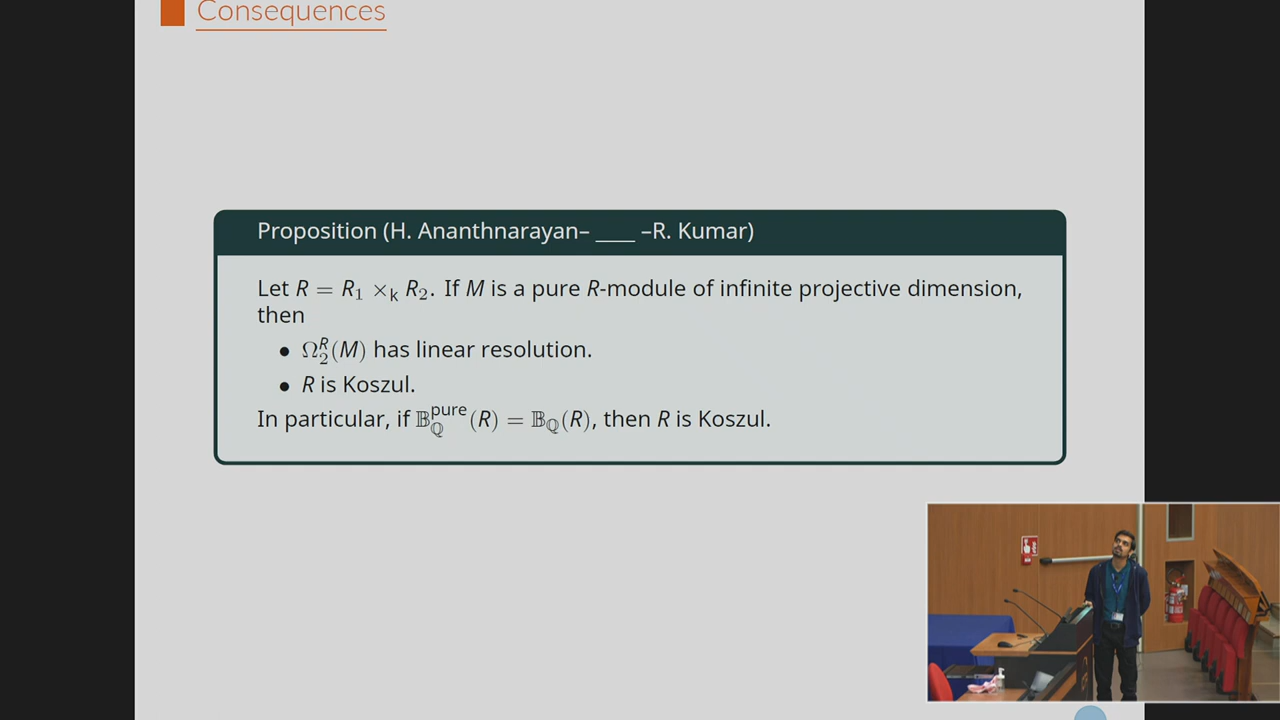 Consequences
Proposition (H. Ananthnarayan– ____ –R. Kumar)
Let R = R₁ ×ₖ R₂. If M is a pure R-module of infinite projective dimension,
then
• Ω₂ᴿ(M) has linear resolution.
• R is Koszul.
In particular, if 𝔹_ℚ^pure(R) = 𝔹_ℚ(R), then R is Koszul.